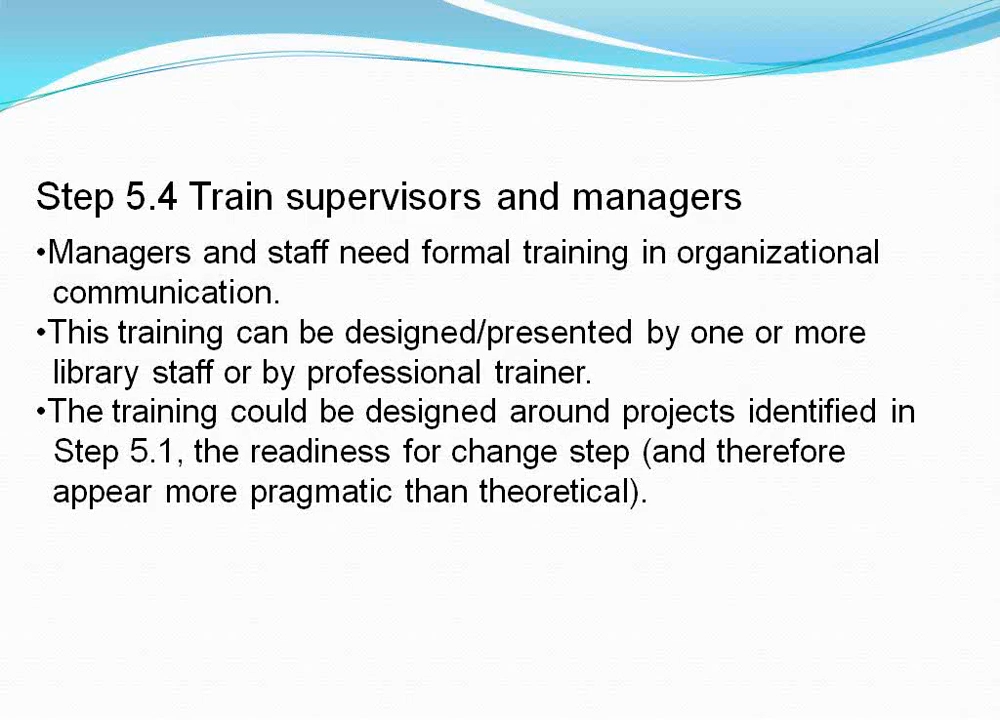 Step 5.4 Train supervisors and managers
•Managers and staff need formal training in organizational
communication.
•This training can be designed/presented by one or more
library staff or by professional trainer.
•The training could be designed around projects identified in
Step 5.1, the readiness for change step (and therefore
appear more pragmatic than theoretical).